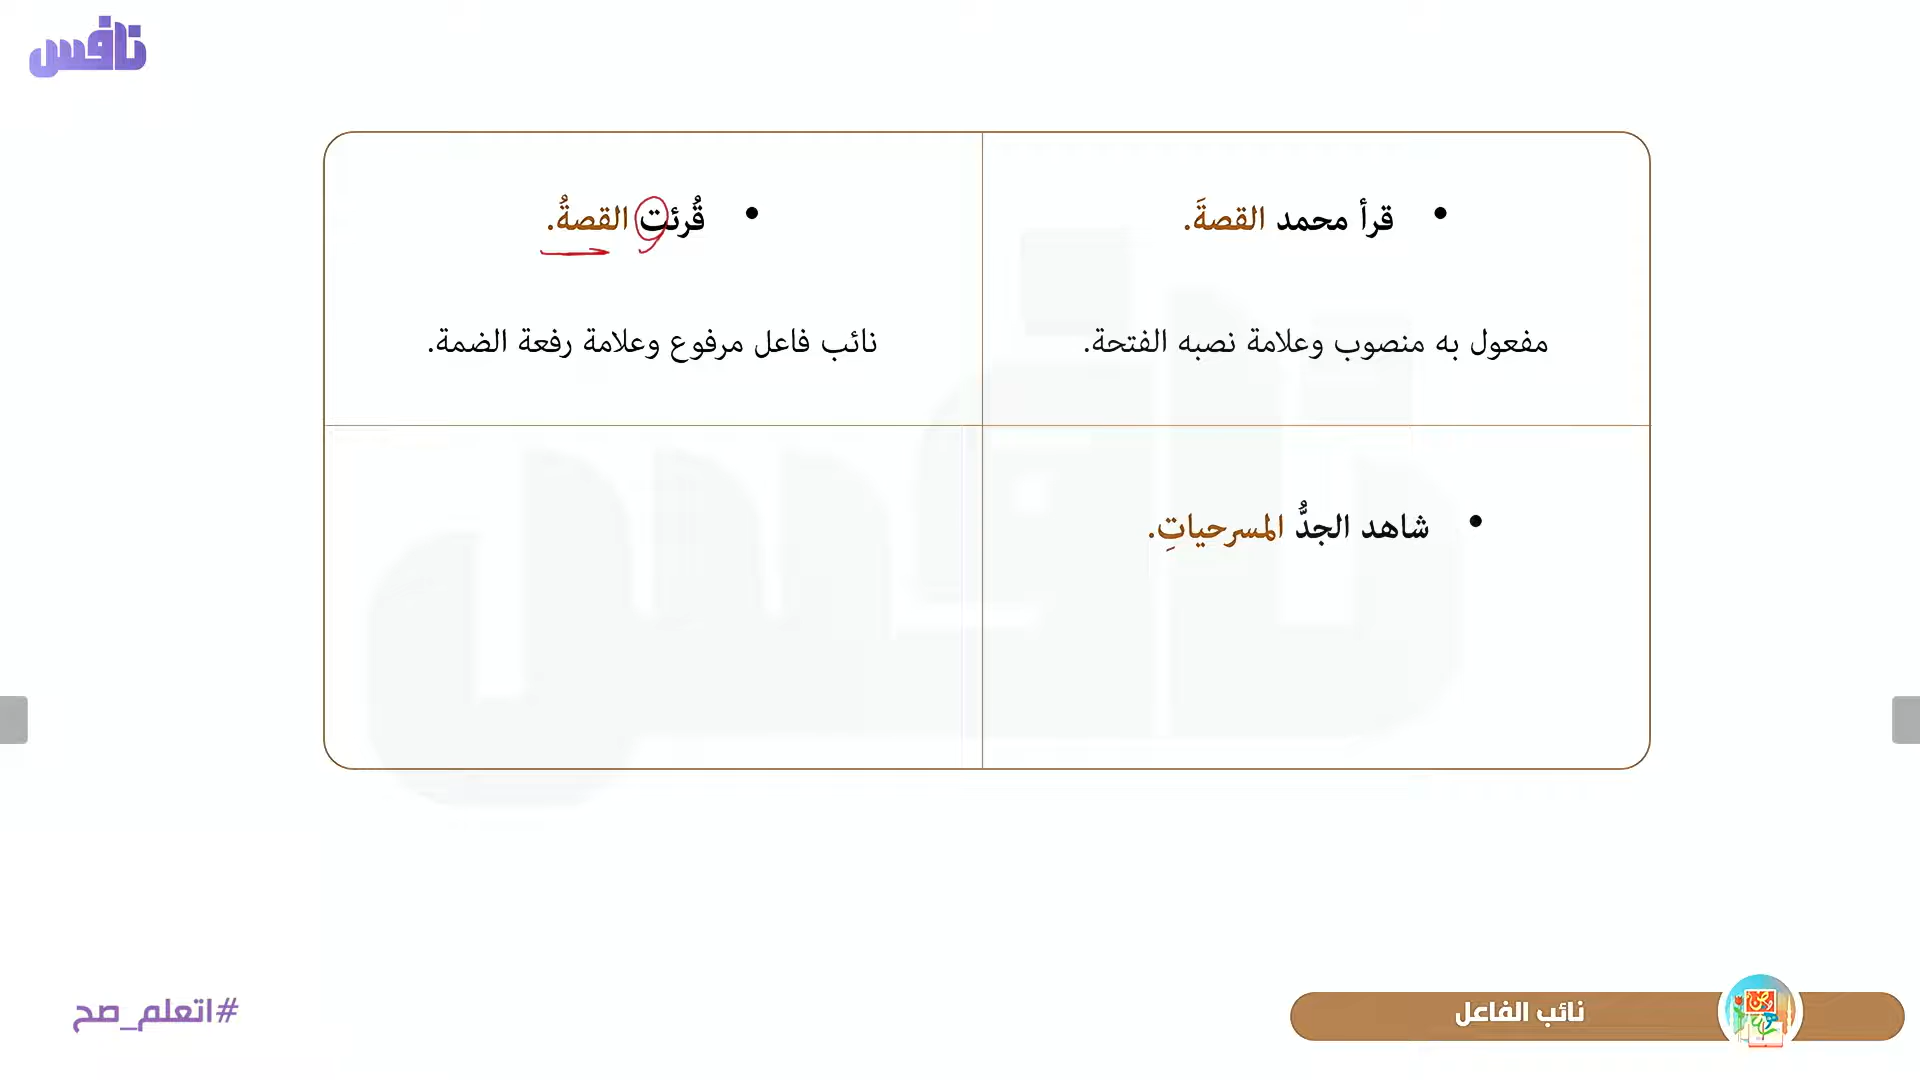 نافس
• قرأ محمد القصةَ.
مفعول به منصوب وعلامة نصبه الفتحة.
• قُرئت القصةُ.
نائب فاعل مرفوع وعلامة رفعة الضمة.
• شاهد الجدُّ المسرحياتِ.
نائب الفاعل
#اتعلم_صح